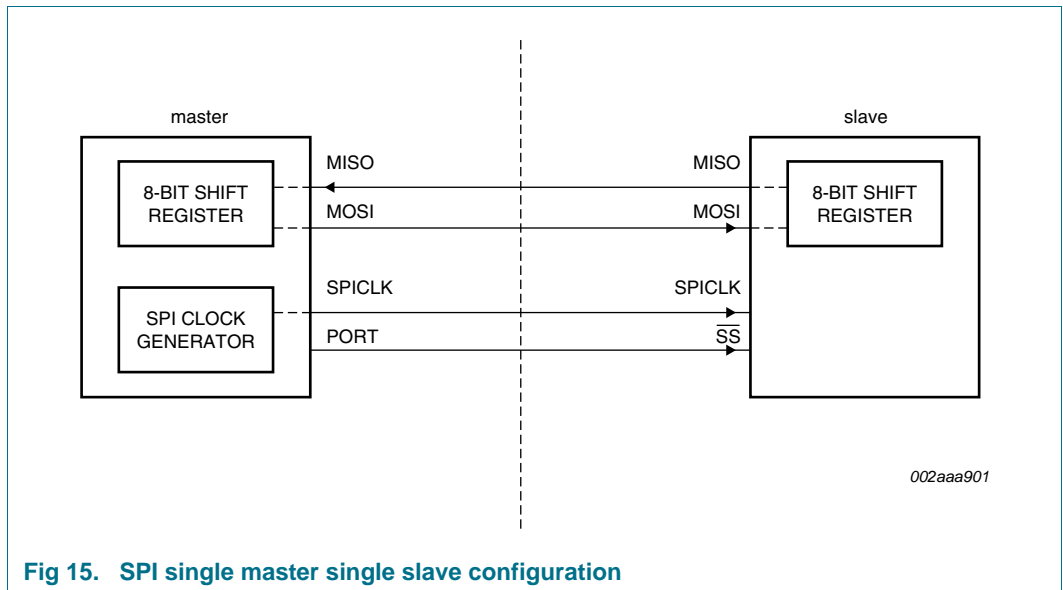 master
slave
8-BIT SHIFT
REGISTER
MISO
MISO
8-BIT SHIFT
REGISTER
MOSI
MOSI
SPI CLOCK
GENERATOR
SPICLK
SPICLK
PORT
SS
002aaa901
Fig 15. SPI single master single slave configuration